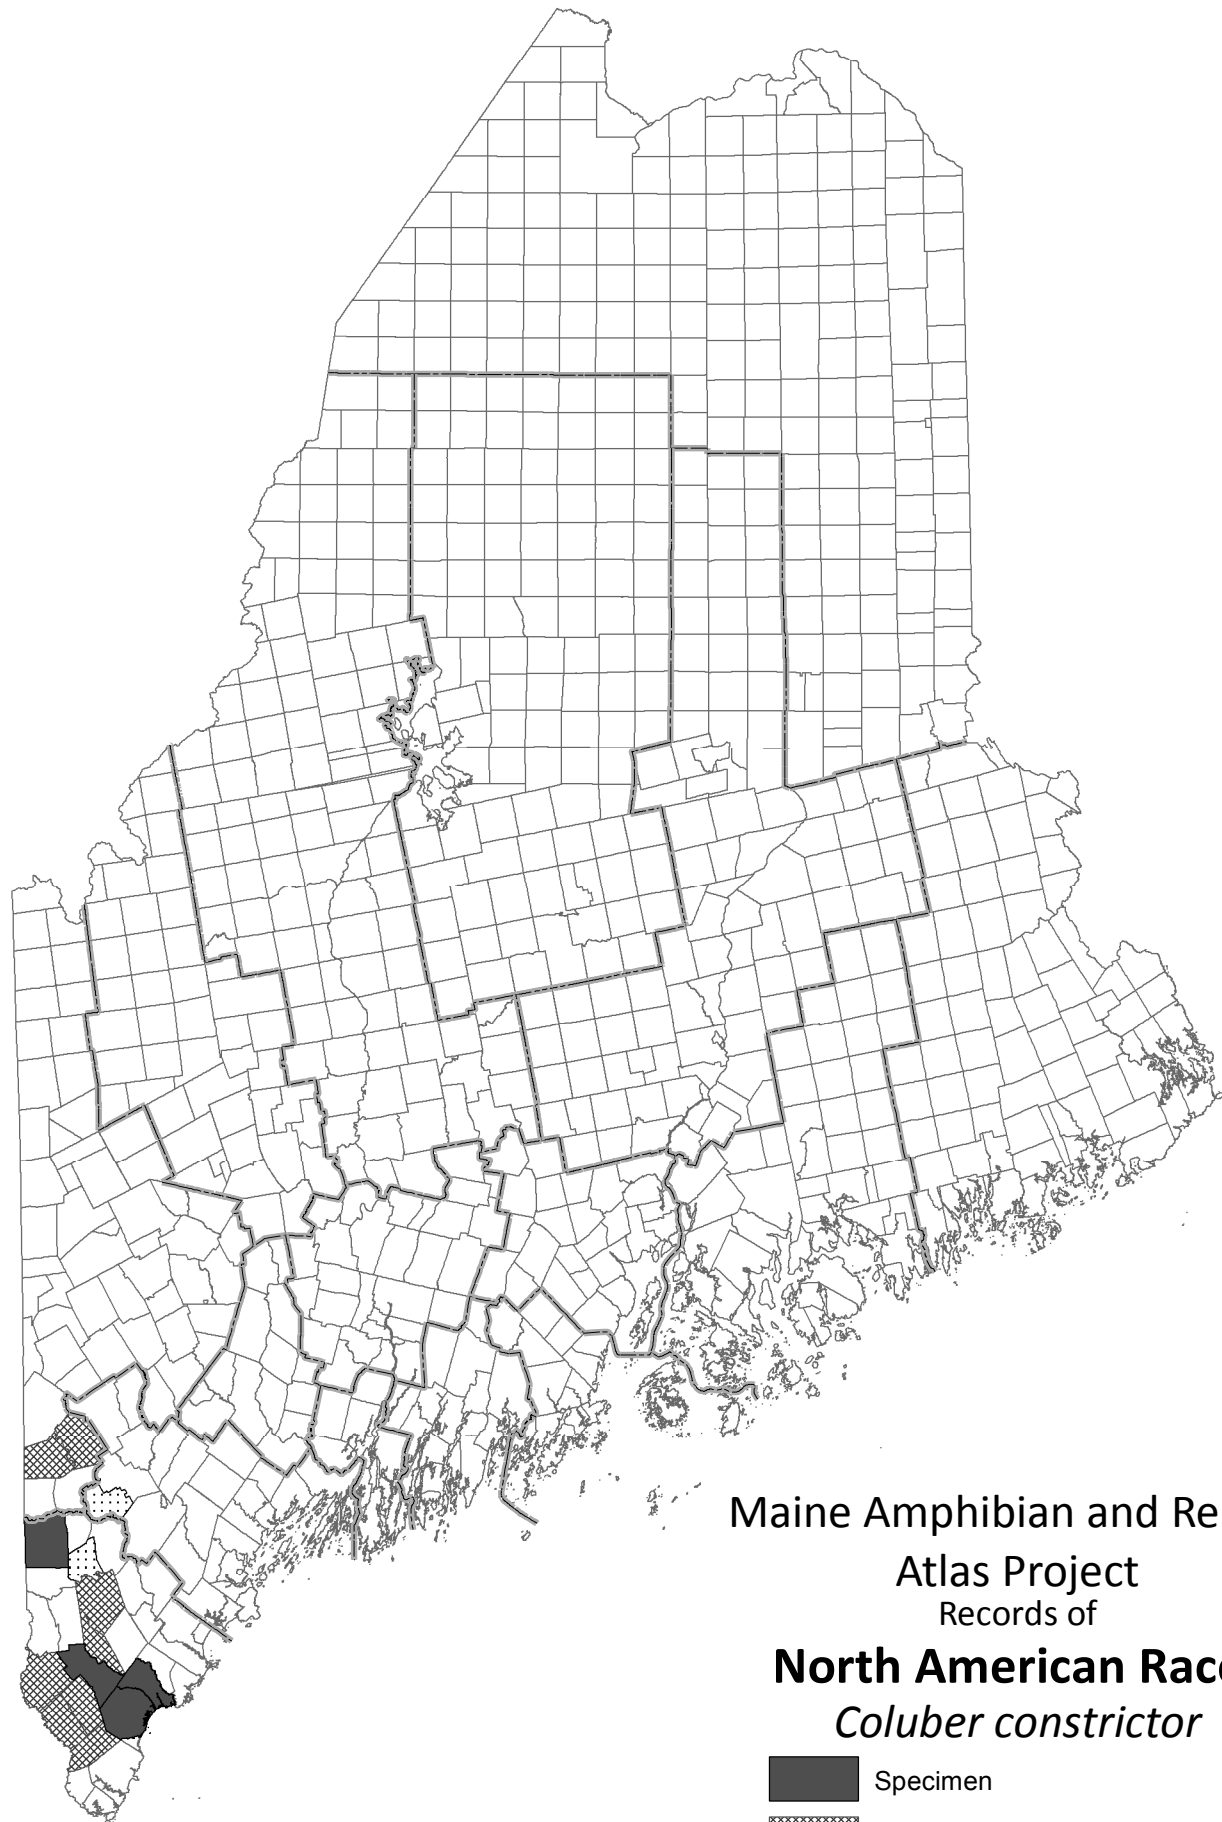 Maine Amphibian and Re
Atlas Project
Records of
North American Rac
Coluber constrictor
Specimen